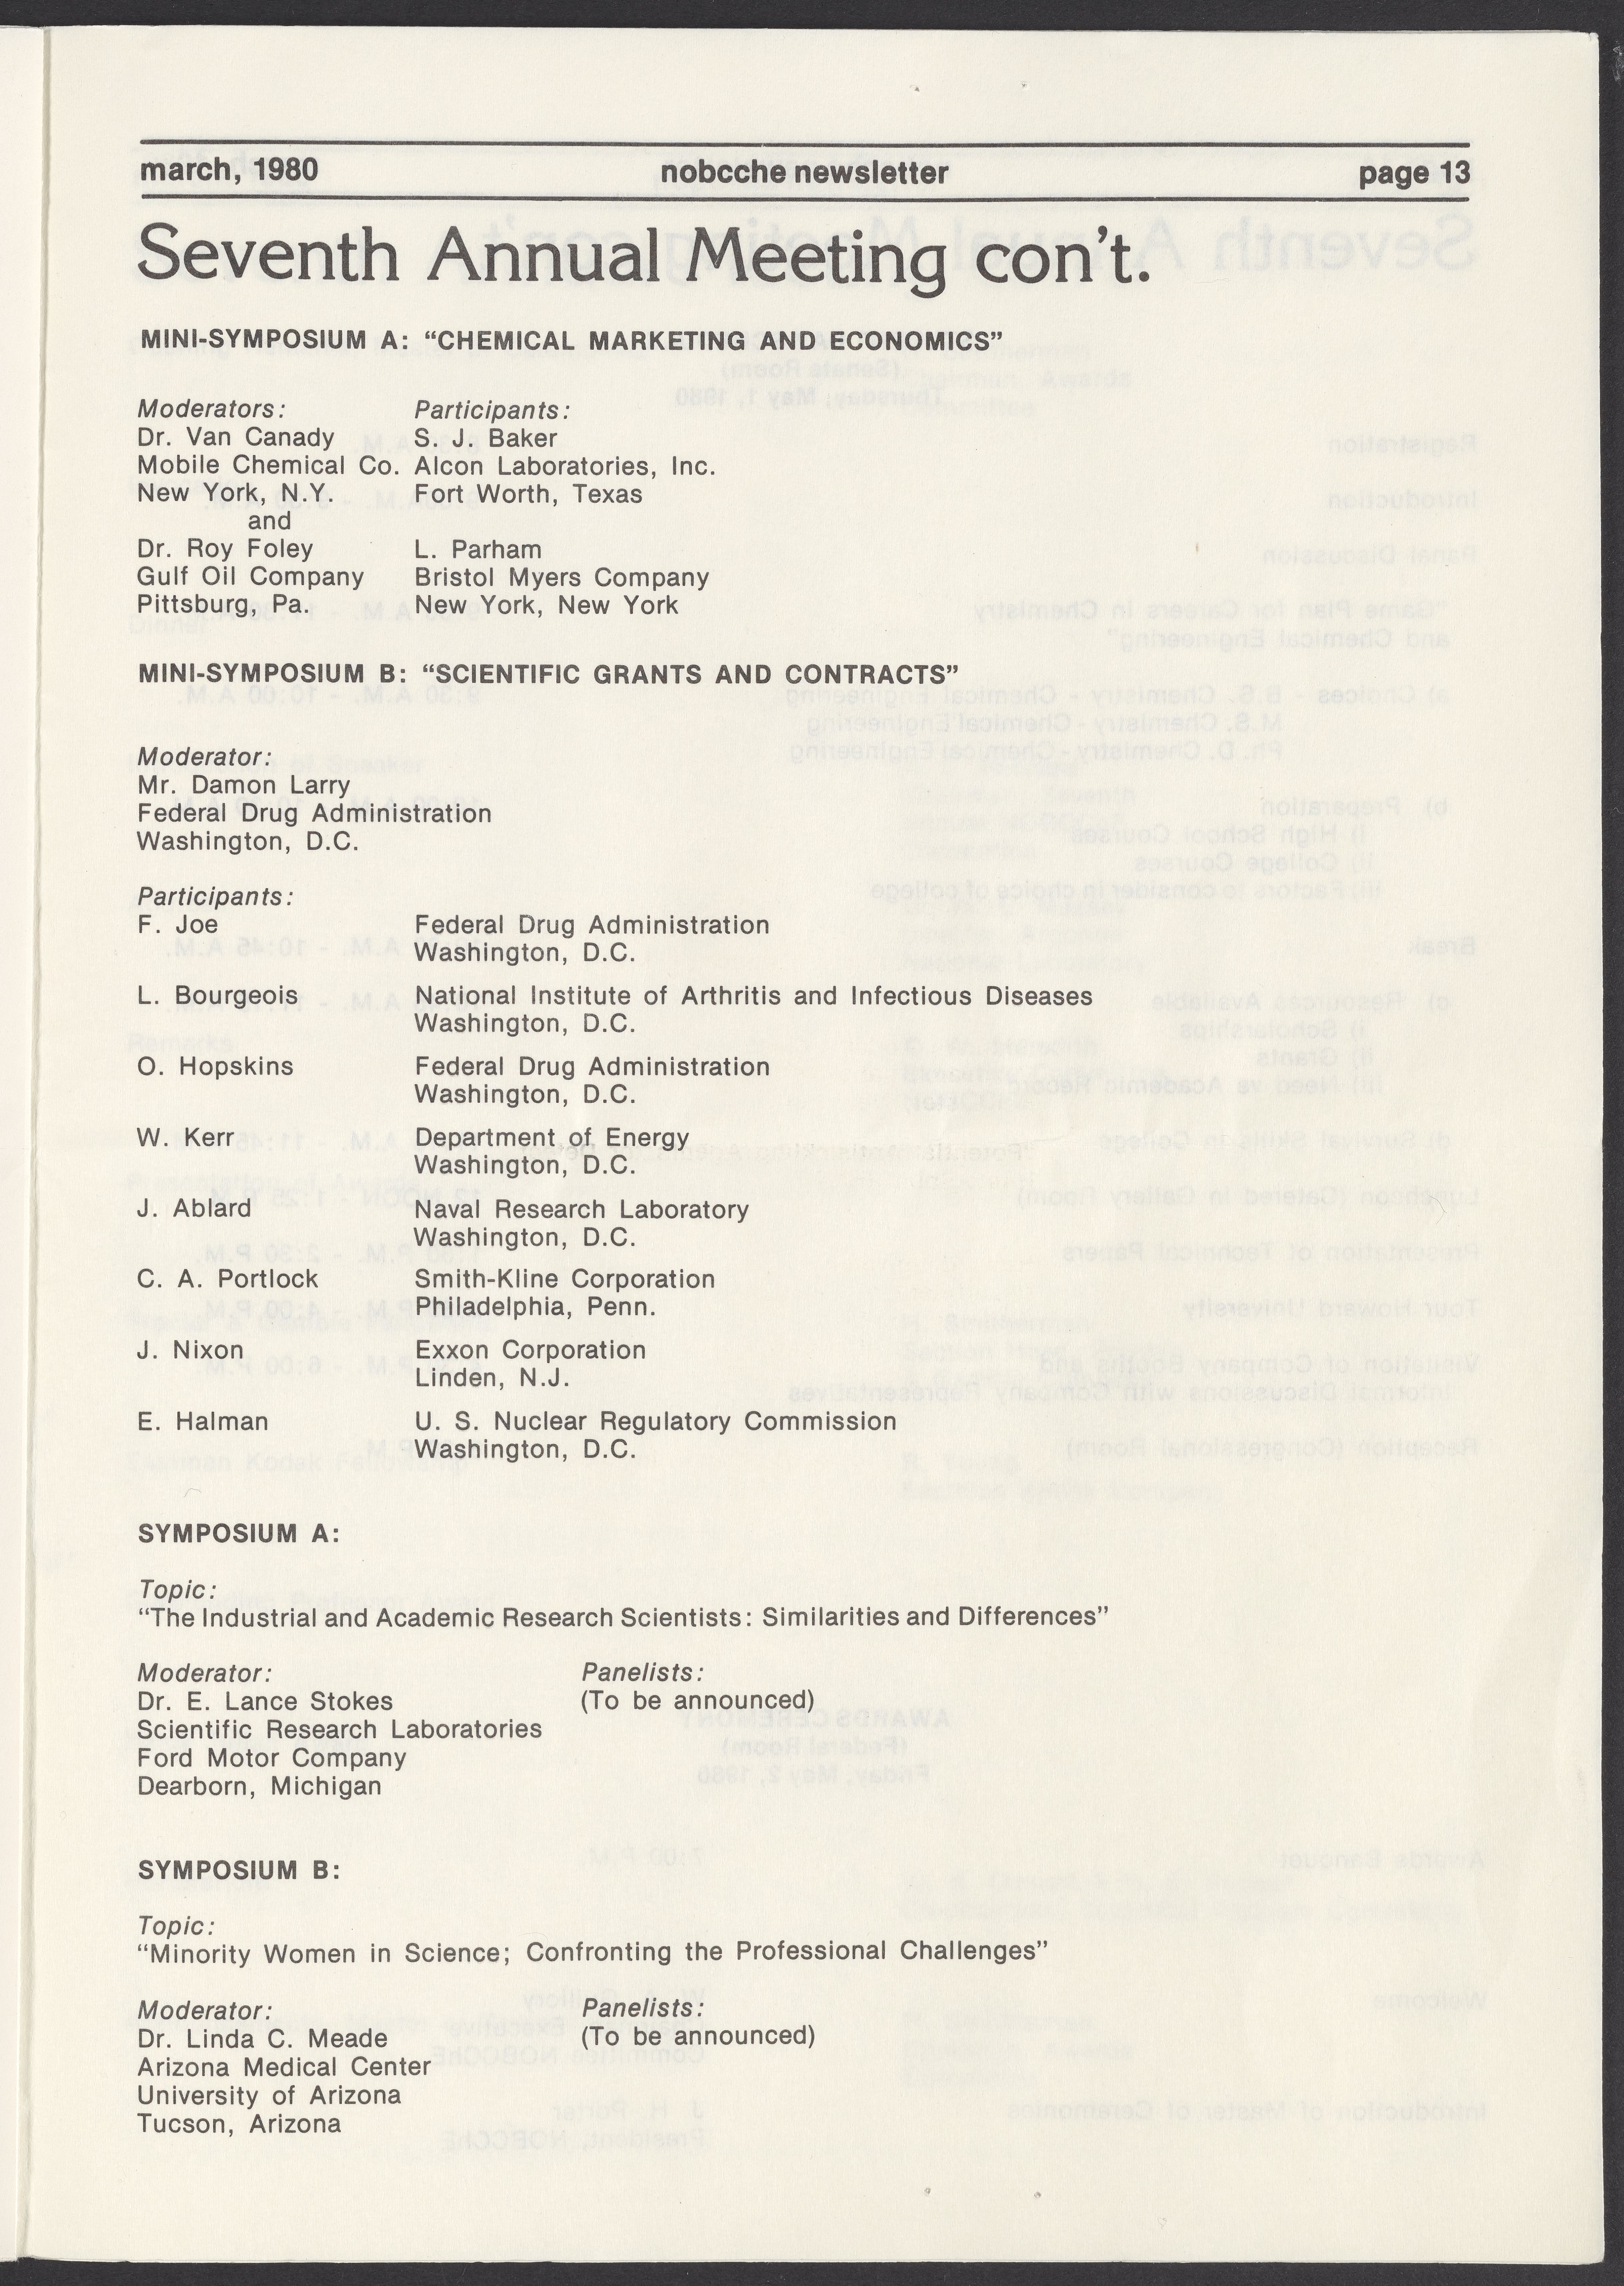 march, 1980 nobcche newsletter page 13
Seventh Annual Meeting con't.
MINI-SYMPOSIUM A: “CHEMICAL MARKETING AND ECONOMICS”
Moderators: Participants:
Dr. Van Canady S. J. Baker
Mobile Chemical Co. Alcon Laboratories, Inc.
New York, N.Y. Fort Worth, Texas
and
Dr. Roy Foley L. Parham
Gulf Oil Company Bristol Myers Company
Pittsburg, Pa. New York, New York
MINI-SYMPOSIUM B: “SCIENTIFIC GRANTS AND CONTRACTS”
Moderator:
Mr. Damon Larry
Federal Drug Administration
Washington, D.C.
Participants:
F. Joe Federal Drug Administration
Washington, D.C.
L. Bourgeois National Institute of Arthritis and Infectious Diseases
Washington, D.C.
O. Hopskins Federal Drug Administration
Washington, D.C.
W. Kerr Department of Energy
Washington, D.C.
J. Ablard Naval Research Laboratory
Washington, D.C.
C. A. Portlock Smith-Kline Corporation
Philadelphia, Penn.
J. Nixon Exxon Corporation
Linden, N.J.
E. Halman U. S. Nuclear Regulatory Commission
Washington, D.C.
SYMPOSIUM A:
Topic:
“The Industrial and Academic Research Scientists: Similarities and Differences”
Moderator: Panelists:
Dr. E. Lance Stokes (To be announced)
Scientific Research Laboratories
Ford Motor Company
Dearborn, Michigan
SYMPOSIUM B:
Topic:
“Minority Women in Science; Confronting the Professional Challenges”
Moderator: Panelists:
Dr. Linda C. Meade (To be announced)
Arizona Medical Center
University of Arizona
Tucson, Arizona